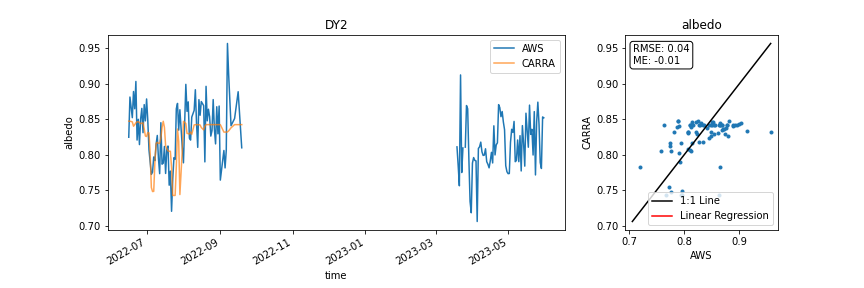 DY2
albedo
0.95
0.90
0.85
0.80
0.75
0.70
albedo
AWS
CARRA
2022-07
2022-09
2022-11
2023-01
2023-03
2023-05
time
0.95
0.90
0.85
0.80
0.75
0.70
CARRA
RMSE: 0.04
ME: -0.01
1:1 Line
Linear Regression
0.7
0.8
0.9
AWS